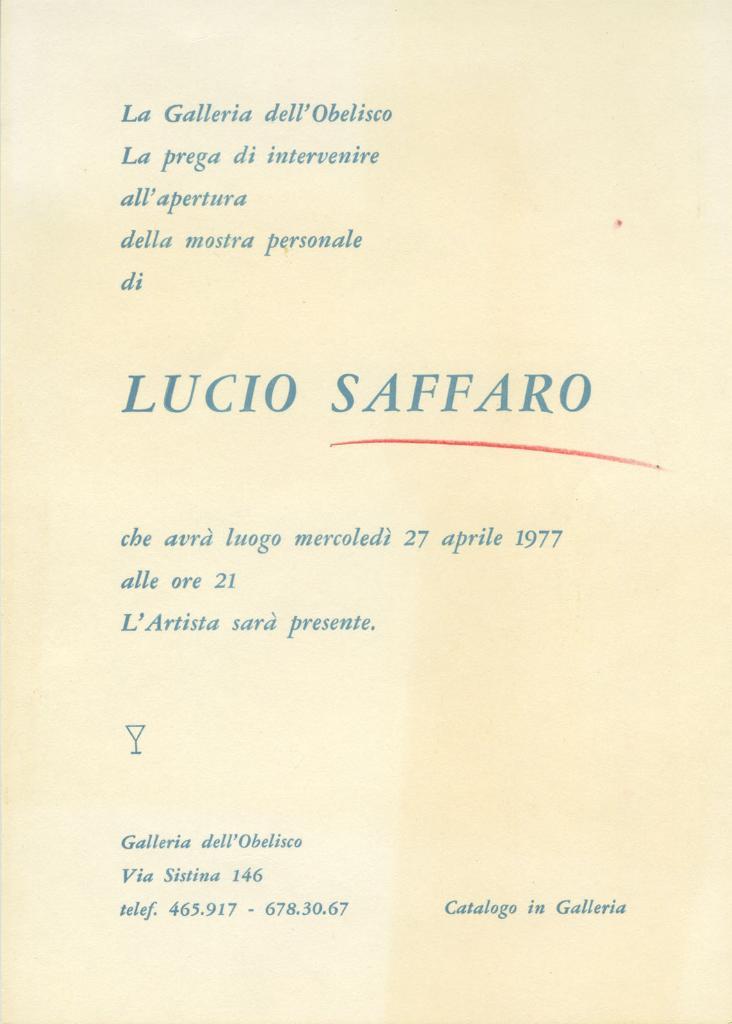 La Galleria dell'Obelisco
La prega di intervenire
all'apertura
della mostra personale
di
LUCIO SAFFARO
che avrà luogo mercoledì 27 aprile 1977
alle ore 21
L'Artista sarà presente.
Galleria dell'Obelisco
Via Sistina 146
telef. 465.917 - 678.30.67
Catalogo in Galleria